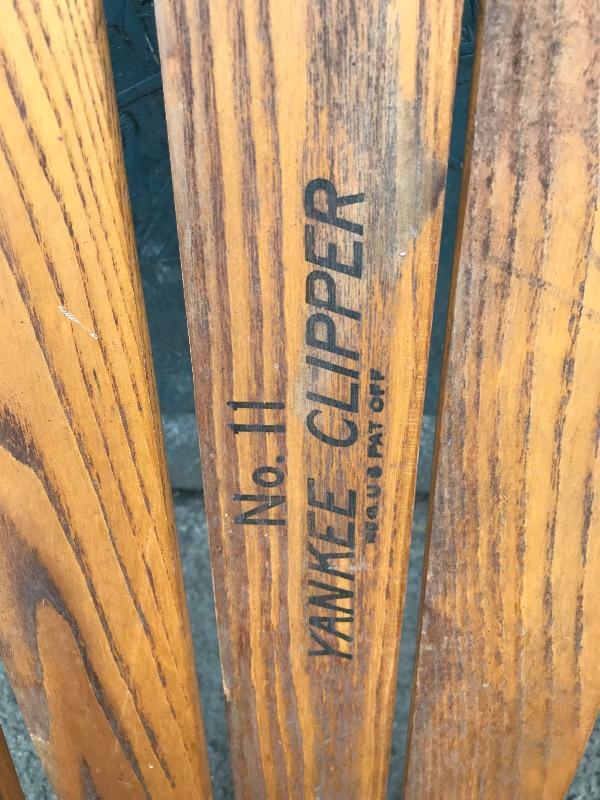 No. 11
YANKEE CLIPPER
REG. U S PAT OFF